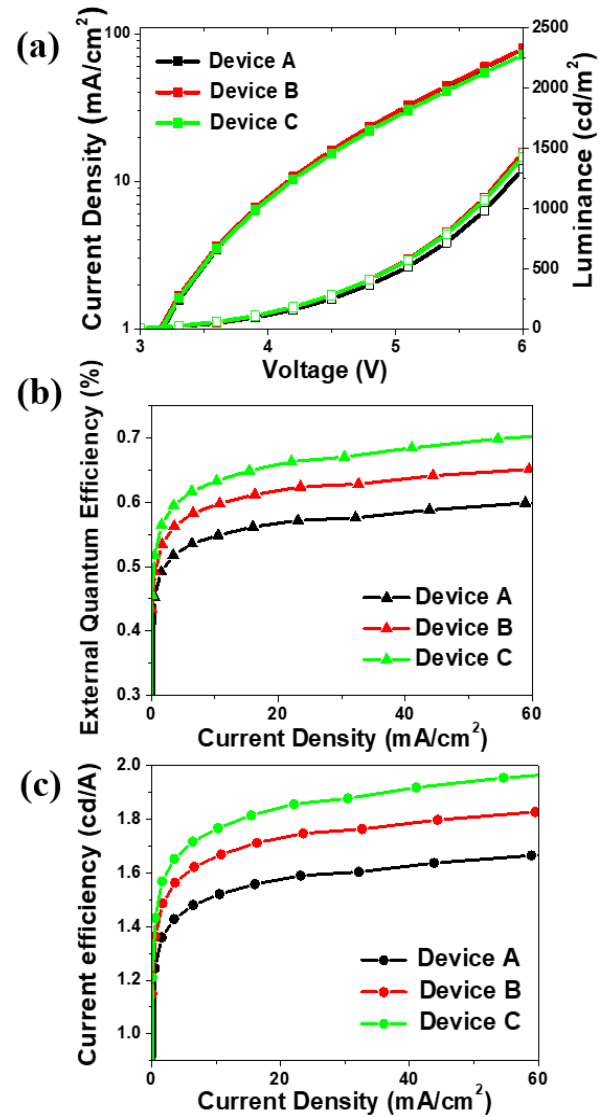 (a)
Current Density (mA/cm²)
100
10
1
Device A
Device B
Device C
2500
2000
1500
1000
500
0
Luminance (cd/m²)
3 4 5 6
Voltage (V)
(b)
External Quantum Efficiency (%)
0.7
0.6
0.5
0.4
0.3
Device A
Device B
Device C
0 20 40 60
Current Density (mA/cm²)
(c)
Current efficiency (cd/A)
2.0
1.8
1.6
1.4
1.2
1.0
Device A
Device B
Device C
0 20 40 60
Current Density (mA/cm²)